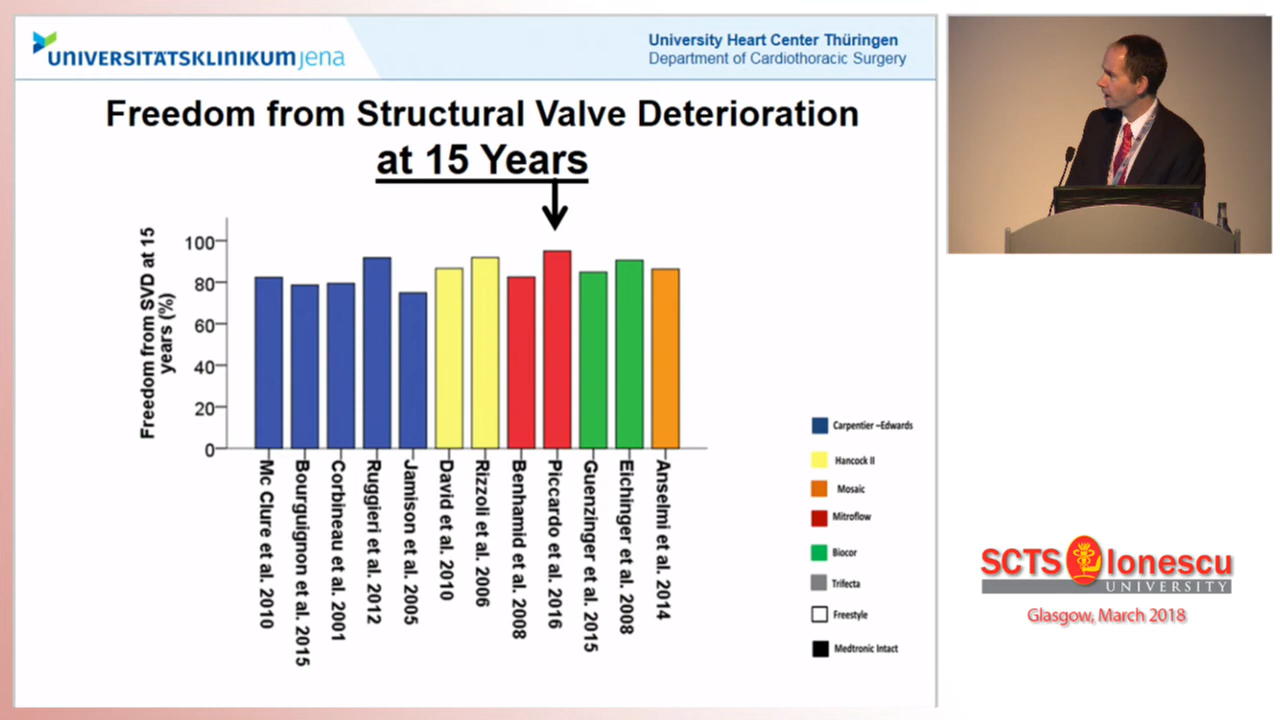 UNIVERSITÄTSKLINIKUM jena
University Heart Center Thüringen
Department of Cardiothoracic Surgery
Freedom from Structural Valve Deterioration
at 15 Years
Freedom from SVD at 15
years (%)
100
80
60
40
20
0
Mc Clure et al. 2010
Bourguignon et al. 2015
Corbineau et al. 2001
Ruggieri et al. 2012
Jamison et al. 2005
David et al. 2010
Rizzoli et al. 2006
Benhamid et al. 2008
Piccardo et al. 2016
Guenzinger et al. 2015
Eichinger et al. 2008
Anselmi et al. 2014
Carpentier –Edwards
Hancock II
Mosaic
Mitroflow
Biocor
Trifecta
Freestyle
Medtronic Intact
SCTS Ionescu
UNIVERSITY
Glasgow, March 2018